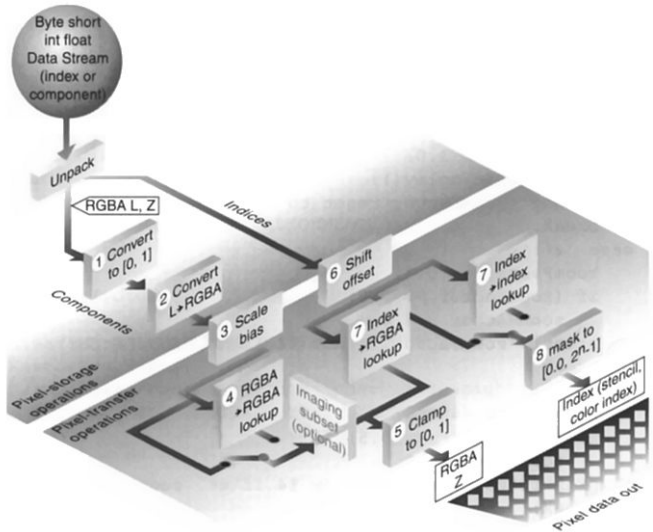 Byte short
int float
Data Stream
(index or
component)
Unpack
RGBA L, Z
Indices
1 Convert
to [0, 1]
Components
2 Convert
L→RGBA
3 Scale
bias
6 Shift
offset
7 Index
→Index
lookup
7 Index
→RGBA
lookup
8 mask to
[0.0, 2n-1]
Index (stencil,
color index)
Pixel-storage
operations
Pixel-transfer
operations
4 RGBA
→RGBA
lookup
Imaging
subset
(optional)
5 Clamp
to [0, 1]
RGBA
Z
Pixel data out